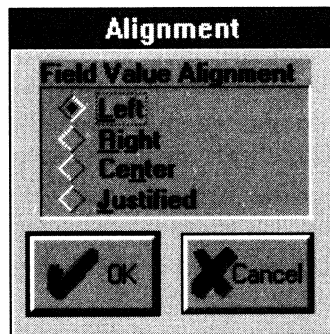 Alignment
Field Value Alignment
Left
Right
Center
Justified
OK Cancel